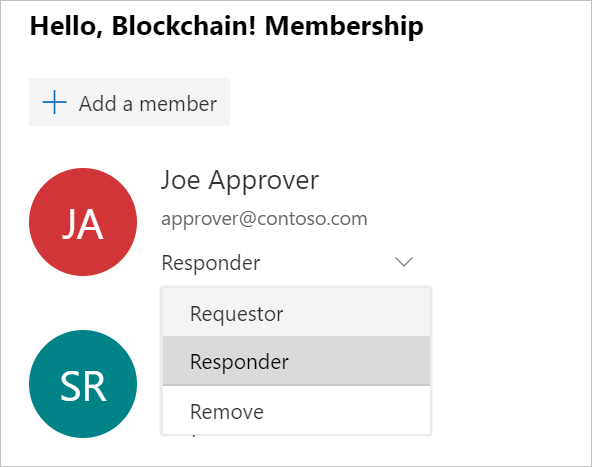 Hello, Blockchain! Membership
Add a member
JA
Joe Approver
approver@contoso.com
Responder
Requestor
Responder
Remove
SR